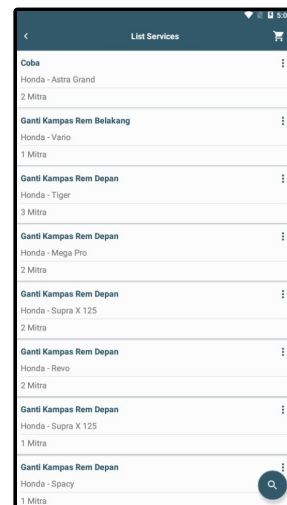 5:0
List Services
Coba
Honda - Astra Grand
2 Mitra
Ganti Kampas Rem Belakang
Honda - Vario
1 Mitra
Ganti Kampas Rem Depan
Honda - Tiger
3 Mitra
Ganti Kampas Rem Depan
Honda - Mega Pro
2 Mitra
Ganti Kampas Rem Depan
Honda - Supra X 125
2 Mitra
Ganti Kampas Rem Depan
Honda - Revo
2 Mitra
Ganti Kampas Rem Depan
Honda - Supra X 125
1 Mitra
Ganti Kampas Rem Depan
Honda - Spacy
1 Mitra